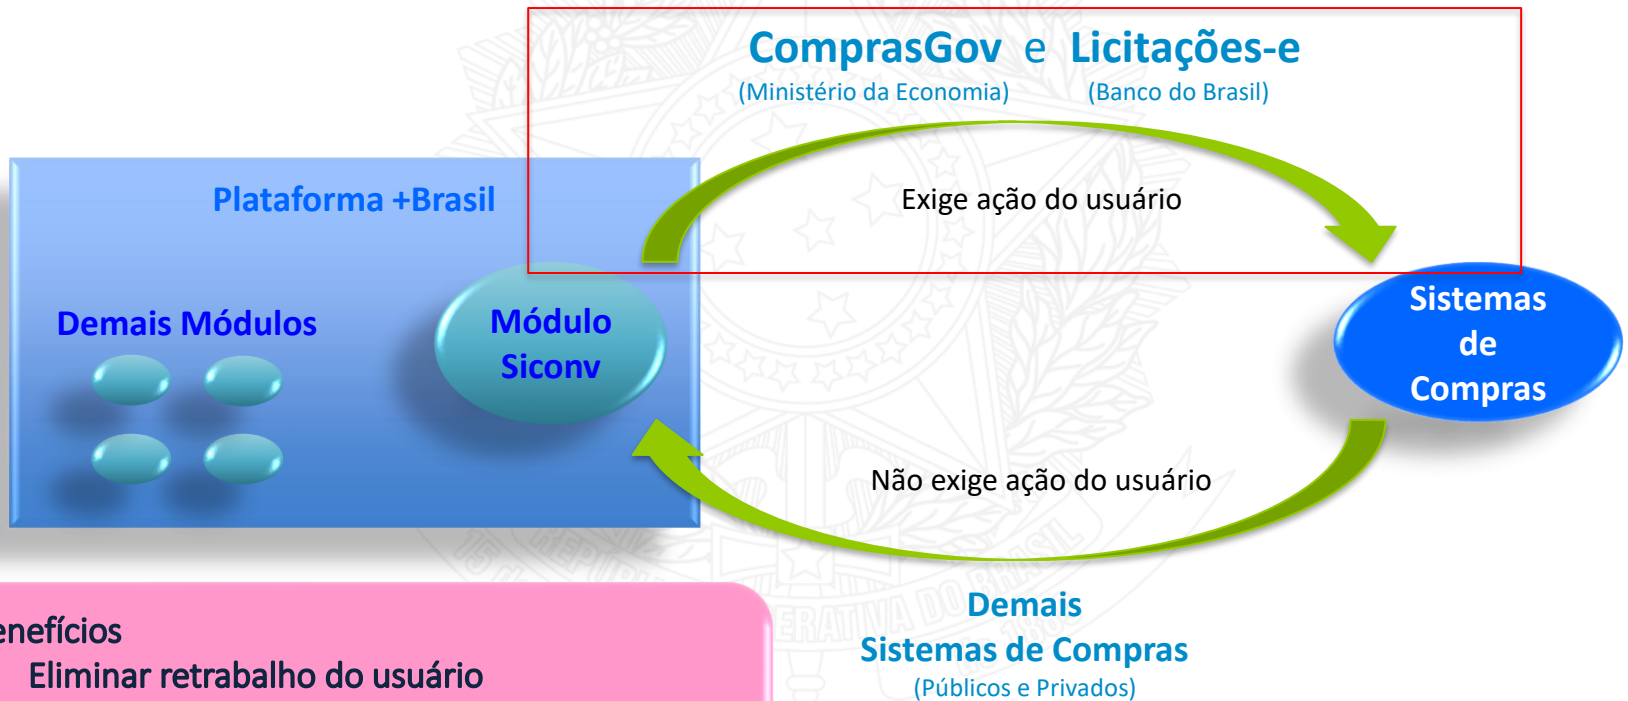 ComprasGov e Licitações-e
(Ministério da Economia) (Banco do Brasil)
Plataforma +Brasil
Exige ação do usuário
Demais Módulos
Módulo
Siconv
Sistemas
de
Compras
Não exige ação do usuário
Demais
Sistemas de Compras
(Públicos e Privados)
enefícios
Eliminar retrabalho do usuário